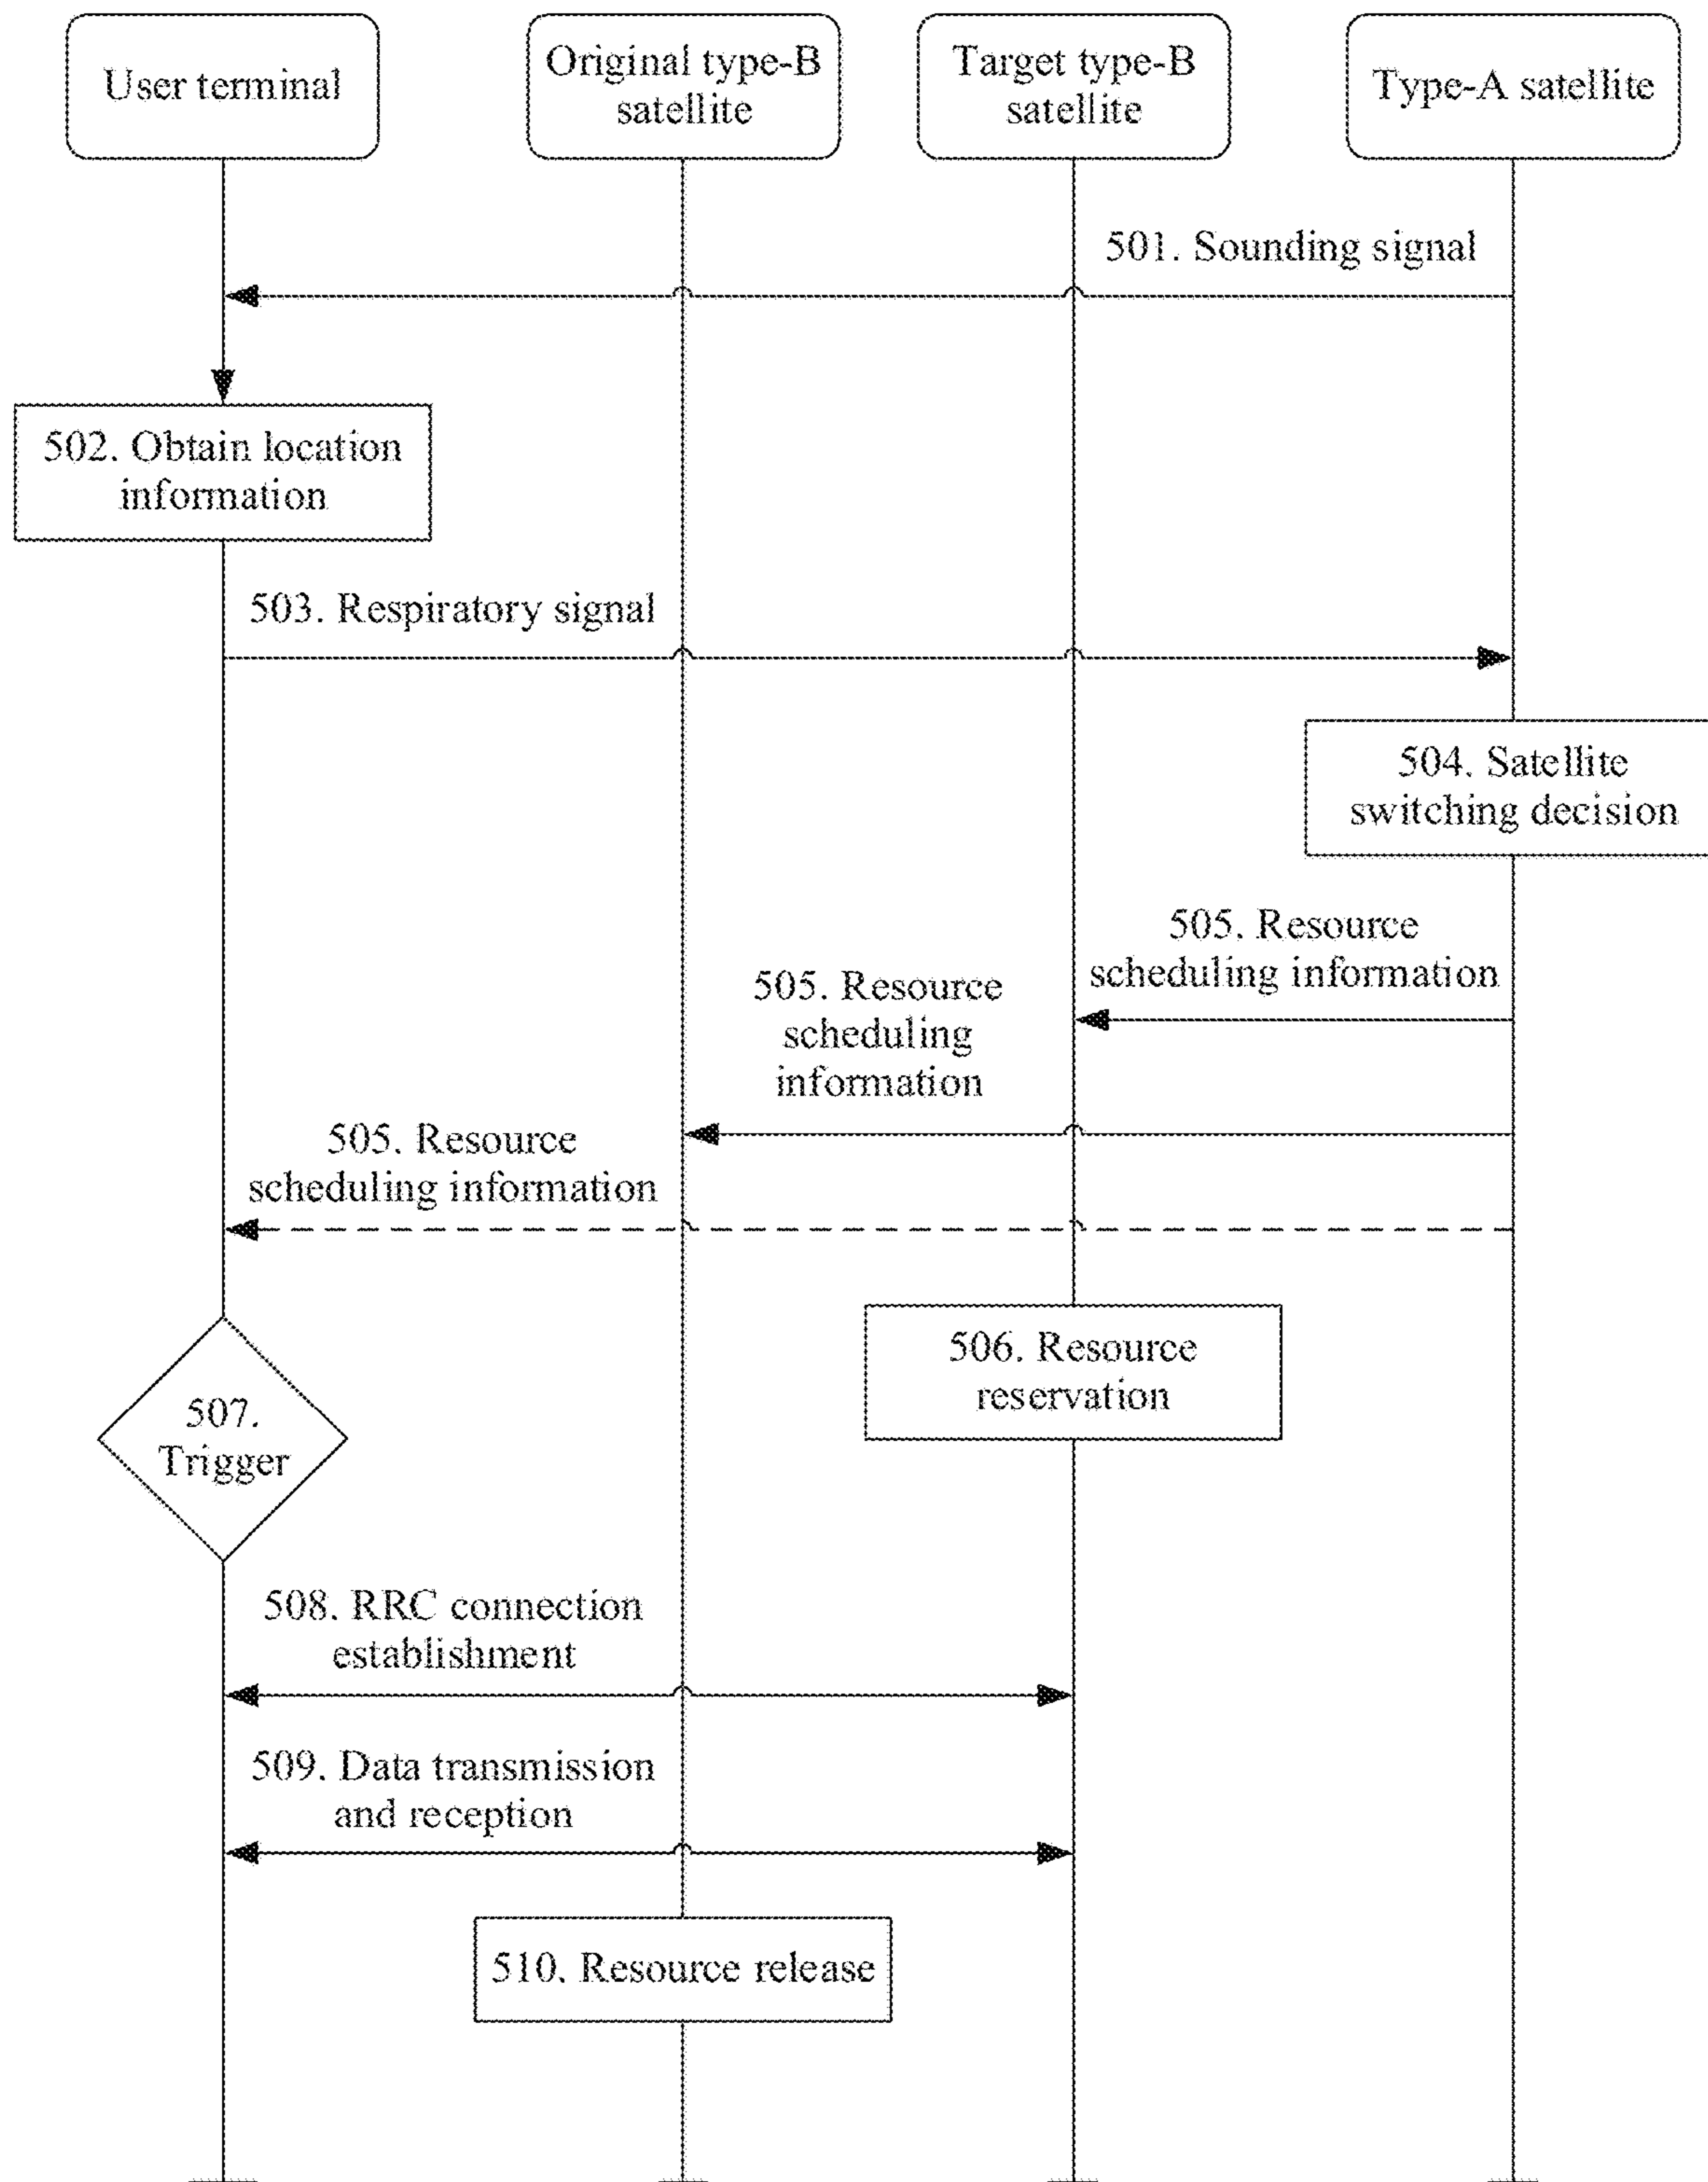 User terminal
Original type-B
satellite
Target type-B
satellite
Type-A satellite
501. Sounding signal
502. Obtain location
information
503. Respiratory signal
504. Satellite
switching decision
505. Resource
scheduling information
505. Resource
scheduling
information
505. Resource
scheduling information
506. Resource
reservation
507.
Trigger
508. RRC connection
establishment
509. Data transmission
and reception
510. Resource release